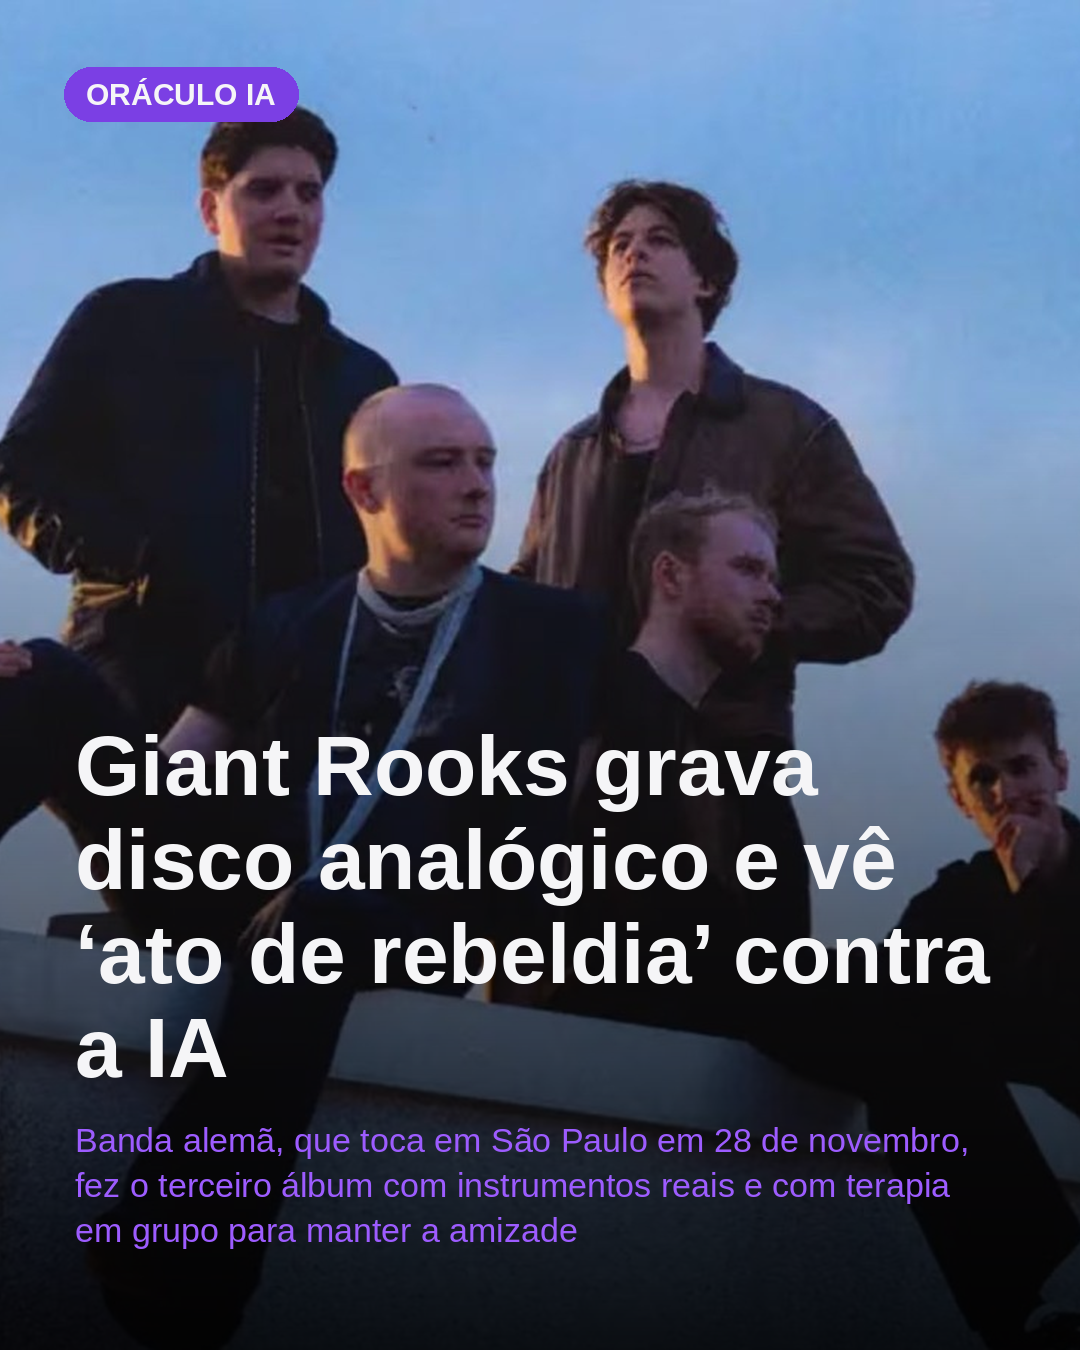 ORÁCULO IA
Giant Rooks grava
disco analógico e vê
‘ato de rebeldia’ contra
a IA
Banda alemã, que toca em São Paulo em 28 de novembro,
fez o terceiro álbum com instrumentos reais e com terapia
em grupo para manter a amizade